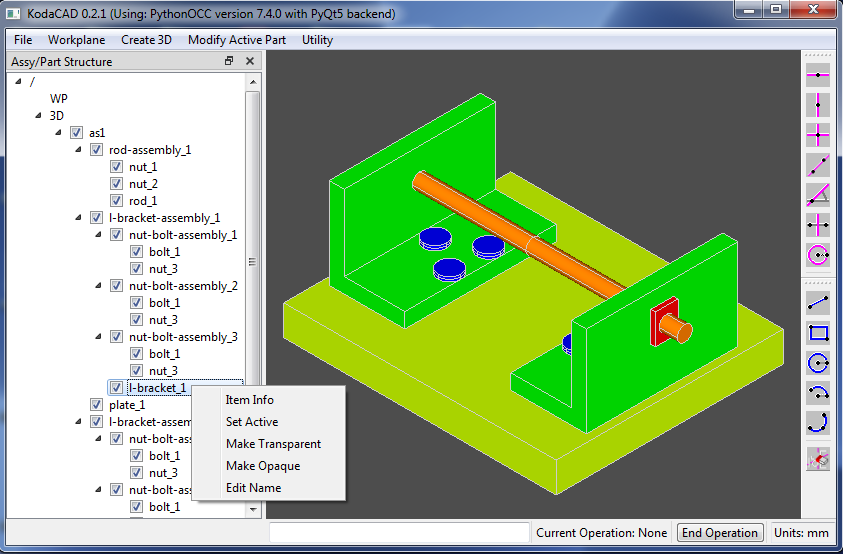 KodaCAD 0.2.1 (Using: PythonOCC version 7.4.0 with PyQt5 backend)
File Workplane Create 3D Modify Active Part Utility
Assy/Part Structure
/
WP
3D
as1
rod-assembly_1
nut_1
nut_2
rod_1
l-bracket-assembly_1
nut-bolt-assembly_1
bolt_1
nut_3
nut-bolt-assembly_2
bolt_1
nut_3
nut-bolt-assembly_3
bolt_1
nut_3
l-bracket_1
plate_1
l-bracket-assem
nut-bolt-ass
bolt_1
nut_3
nut-bolt-ass
bolt_1
Item Info
Set Active
Make Transparent
Make Opaque
Edit Name
Current Operation: None End Operation Units: mm